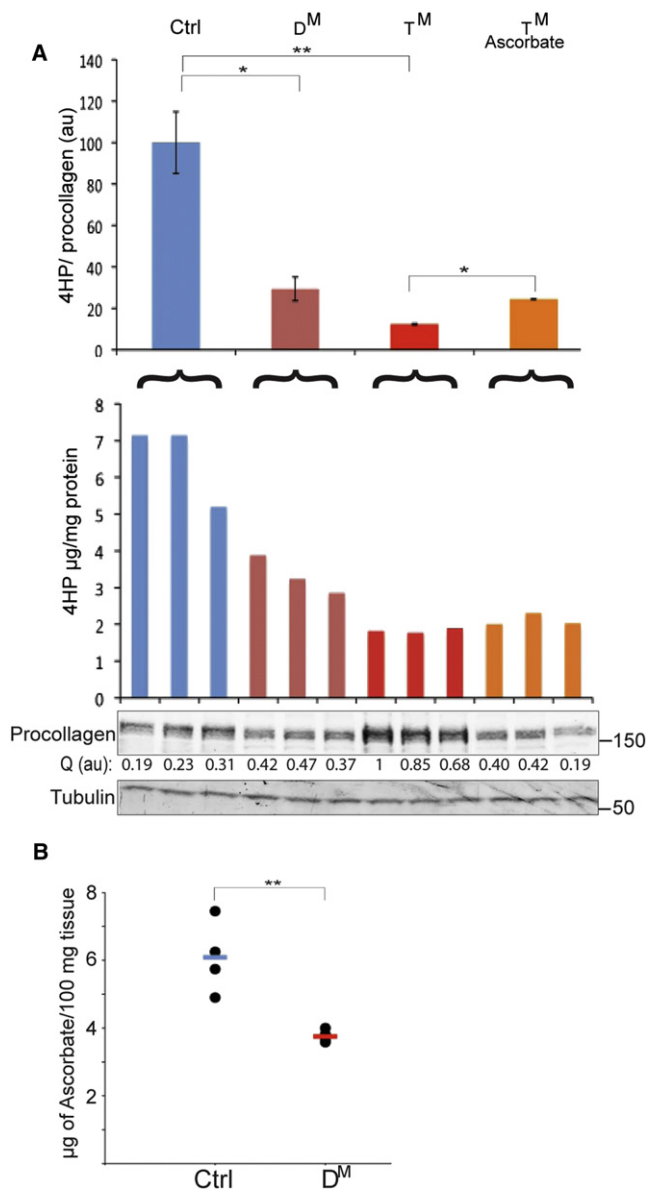 Ctrl D^M T^M T^M
Ascorbate
A
**
*
*
140
120
100
80
60
40
20
0
4HP/ procollagen (au)
8
7
6
5
4
3
2
1
0
4HP µg/mg protein
Procollagen 150
Q (au): 0.19 0.23 0.31 0.42 0.47 0.37 1 0.85 0.68 0.40 0.42 0.19
Tubulin 50
B
**
8
6
4
2
µg of Ascorbate/100 mg tissue
Ctrl D^M